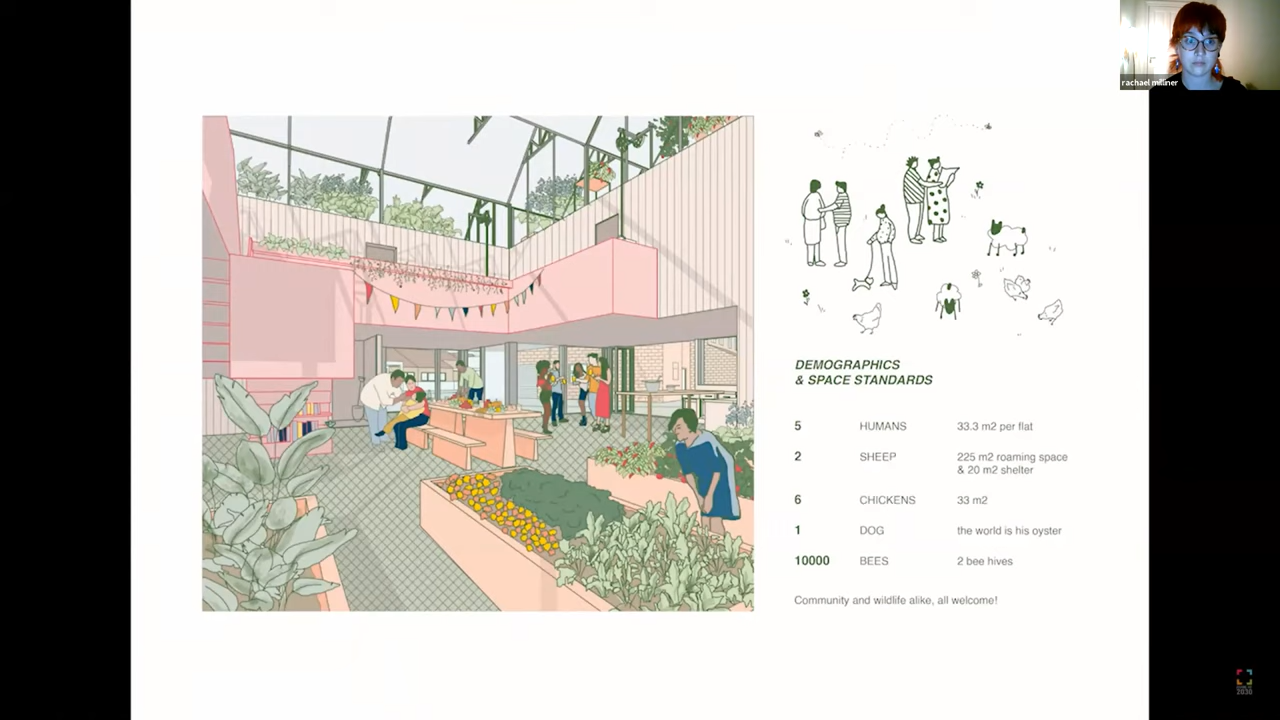 rachael millner
DEMOGRAPHICS
& SPACE STANDARDS
5 HUMANS 33.3 m2 per flat
2 SHEEP 225 m2 roaming space
& 20 m2 shelter
6 CHICKENS 33 m2
1 DOG the world is his oyster
10000 BEES 2 bee hives
Community and wildlife alike, all welcome!
2030